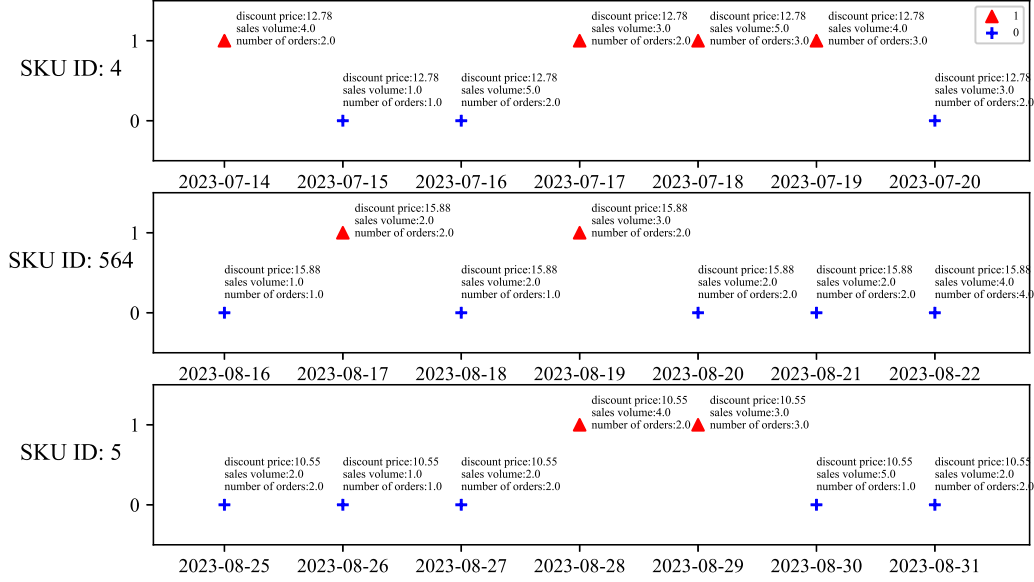 discount price:12.78
sales volume:4.0
number of orders:2.0
discount price:12.78
sales volume:3.0
number of orders:2.0
discount price:12.78
sales volume:5.0
number of orders:3.0
discount price:12.78
sales volume:4.0
number of orders:3.0
1
0
1
SKU ID: 4
discount price:12.78
sales volume:1.0
number of orders:1.0
discount price:12.78
sales volume:5.0
number of orders:2.0
discount price:12.78
sales volume:3.0
number of orders:2.0
0
2023-07-14 2023-07-15 2023-07-16 2023-07-17 2023-07-18 2023-07-19 2023-07-20
discount price:15.88
sales volume:2.0
number of orders:2.0
discount price:15.88
sales volume:3.0
number of orders:2.0
1
SKU ID: 564
discount price:15.88
sales volume:1.0
number of orders:1.0
discount price:15.88
sales volume:2.0
number of orders:1.0
discount price:15.88
sales volume:2.0
number of orders:2.0
discount price:15.88
sales volume:2.0
number of orders:2.0
discount price:15.88
sales volume:4.0
number of orders:4.0
0
2023-08-16 2023-08-17 2023-08-18 2023-08-19 2023-08-20 2023-08-21 2023-08-22
discount price:10.55
sales volume:4.0
number of orders:2.0
discount price:10.55
sales volume:3.0
number of orders:3.0
1
SKU ID: 5
discount price:10.55
sales volume:2.0
number of orders:2.0
discount price:10.55
sales volume:1.0
number of orders:1.0
discount price:10.55
sales volume:2.0
number of orders:2.0
discount price:10.55
sales volume:5.0
number of orders:1.0
discount price:10.55
sales volume:2.0
number of orders:2.0
0
2023-08-25 2023-08-26 2023-08-27 2023-08-28 2023-08-29 2023-08-30 2023-08-31